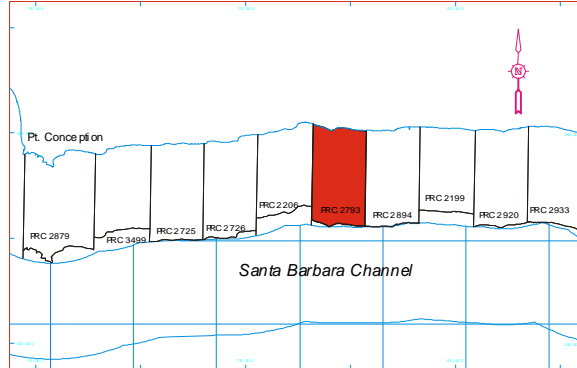 N
Pt. Conception
PRC 2206
PRC 2793
PRC 2199
PRC 2879
PRC 3499
PRC 2725
PRC 2726
PRC 2894
PRC 2920
PRC 2933
Santa Barbara Channel